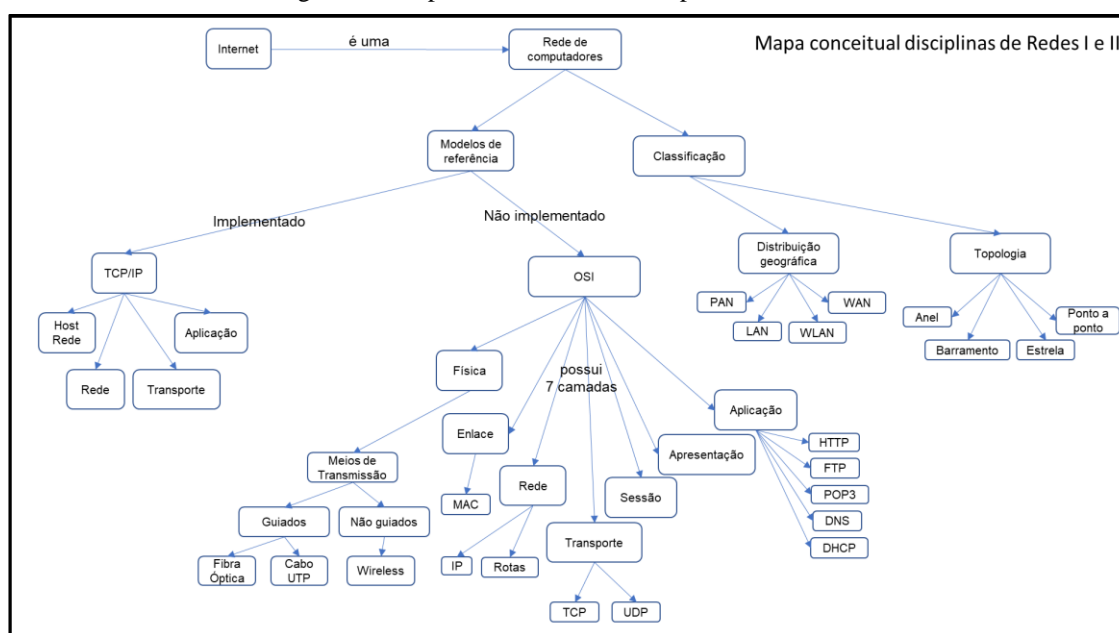 Internet
é uma
Rede de
computadores
Mapa conceitual disciplinas de Redes I e II
Modelos de
referência
Classificação
Implementado
Não implementado
TCP/IP
OSI
Distribuição
geográfica
Topologia
Host
Rede
Aplicação
Rede
Transporte
PAN
WAN
LAN
WLAN
Anel
Ponto a
ponto
Barramento
Estrela
Física
possui
7 camadas
Enlace
Aplicação
Apresentação
Meios de
Transmissão
MAC
Rede
Sessão
HTTP
FTP
POP3
DNS
DHCP
Guiados
Não guiados
Transporte
Fibra
Óptica
Cabo
UTP
Wireless
IP
Rotas
TCP
UDP